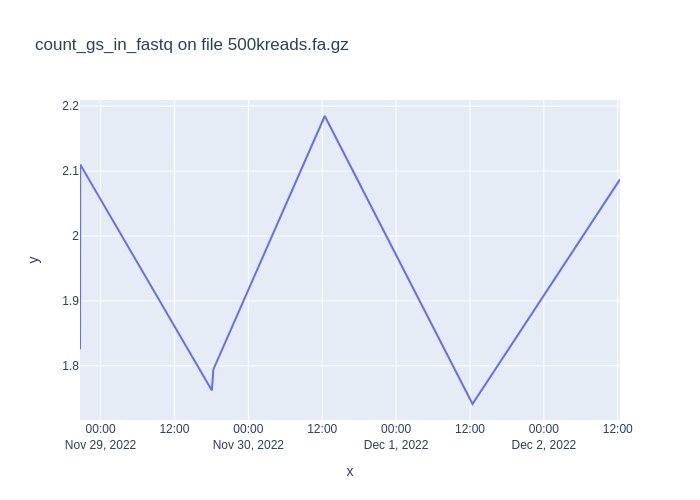 count_gs_in_fastq on file 500kreads.fa.gz
2.2
2.1
2
1.9
1.8
y
00:00 12:00 00:00 12:00 00:00 12:00 00:00 12:00
Nov 29, 2022 Nov 30, 2022 Dec 1, 2022 Dec 2, 2022
x